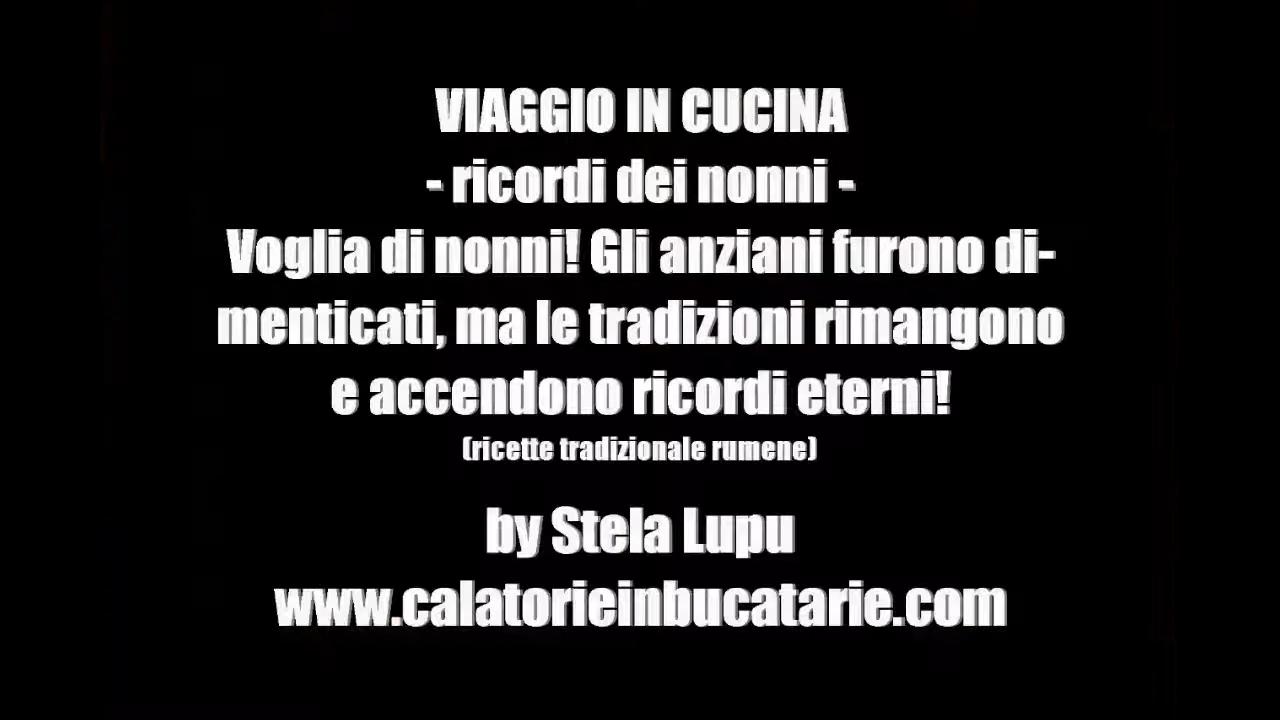 VIAGGIO IN CUCINA
- ricordi dei nonni -
Voglia di nonni! Gli anziani furono di-
menticati, ma le tradizioni rimangono
e accendono ricordi eterni!
(ricette tradizionale rumene)
by Stela Lupu
www.calatorieinbucatarie.com